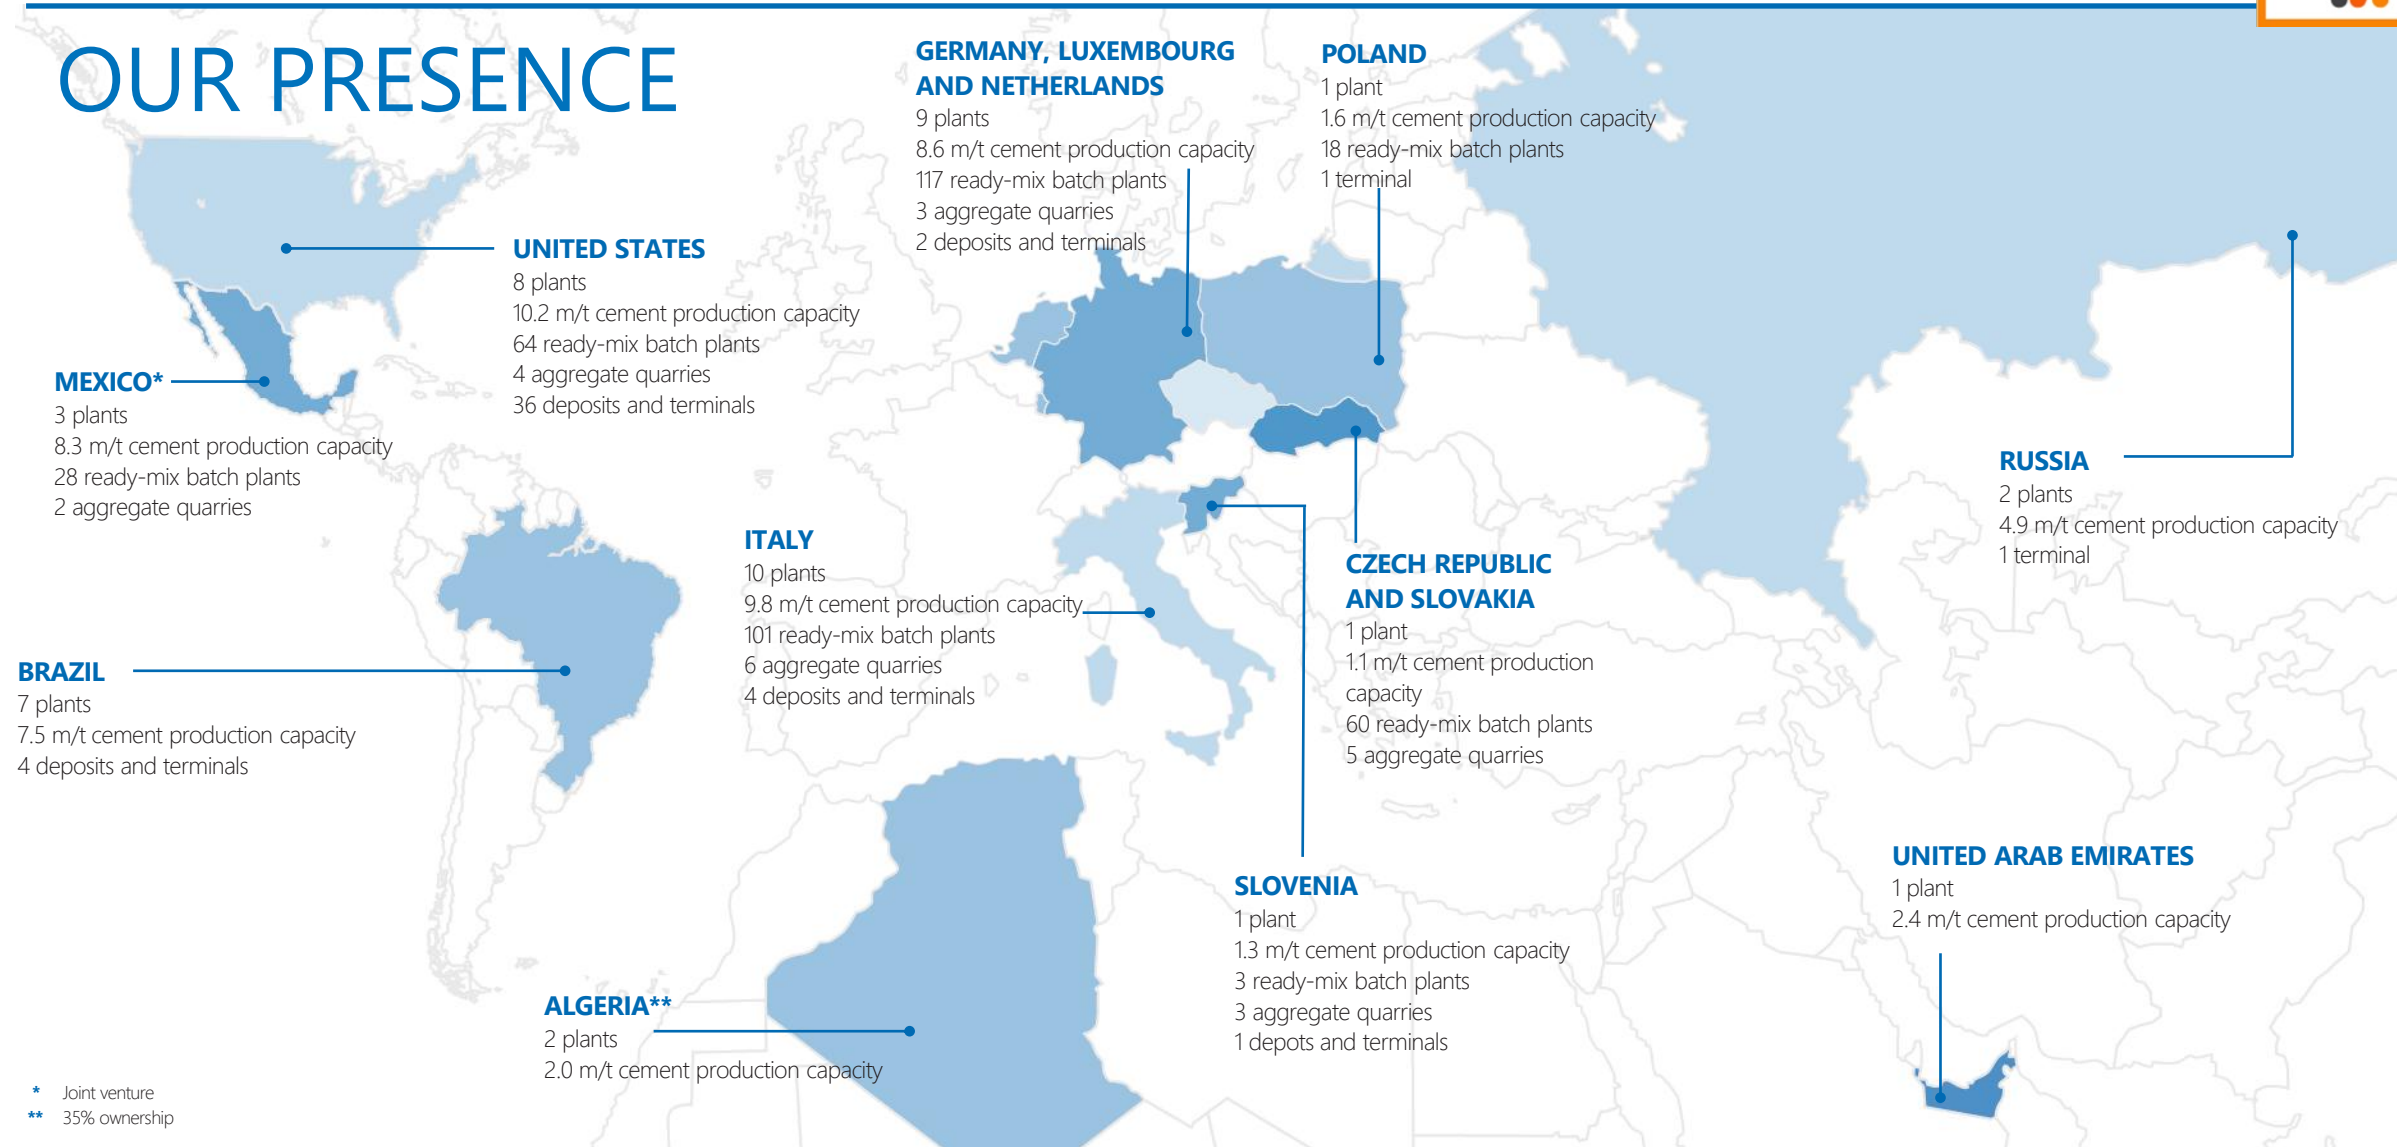 OUR PRESENCE
GERMANY, LUXEMBOURG
AND NETHERLANDS
9 plants
8.6 m/t cement production capacity
117 ready-mix batch plants
3 aggregate quarries
2 deposits and terminals
POLAND
1 plant
1.6 m/t cement production capacity
18 ready-mix batch plants
1 terminal
UNITED STATES
8 plants
10.2 m/t cement production capacity
64 ready-mix batch plants
4 aggregate quarries
36 deposits and terminals
MEXICO*
3 plants
8.3 m/t cement production capacity
28 ready-mix batch plants
2 aggregate quarries
RUSSIA
2 plants
4.9 m/t cement production capacity
1 terminal
ITALY
10 plants
9.8 m/t cement production capacity
101 ready-mix batch plants
6 aggregate quarries
4 deposits and terminals
CZECH REPUBLIC
AND SLOVAKIA
1 plant
1.1 m/t cement production
capacity
60 ready-mix batch plants
5 aggregate quarries
BRAZIL
7 plants
7.5 m/t cement production capacity
4 deposits and terminals
UNITED ARAB EMIRATES
1 plant
2.4 m/t cement production capacity
SLOVENIA
1 plant
1.3 m/t cement production capacity
3 ready-mix batch plants
3 aggregate quarries
1 depots and terminals
ALGERIA**
2 plants
2.0 m/t cement production capacity
* Joint venture
** 35% ownership